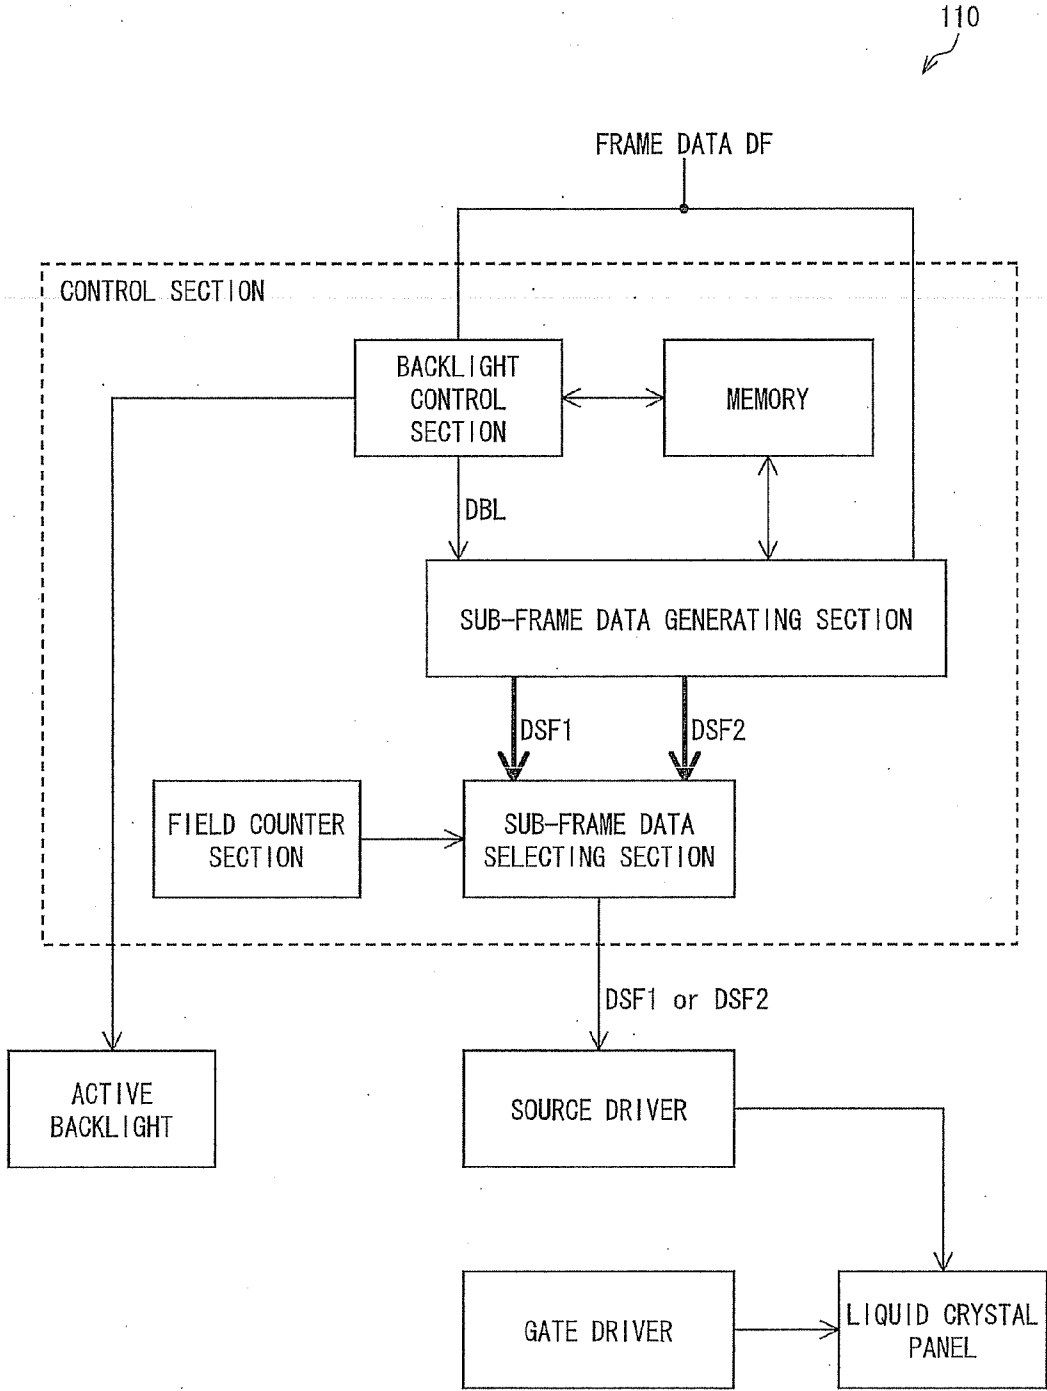 110
FRAME DATA DF
CONTROL SECTION
BACKLIGHT
CONTROL
SECTION
MEMORY
DBL
SUB-FRAME DATA GENERATING SECTION
DSF1
DSF2
FIELD COUNTER
SECTION
SUB-FRAME DATA
SELECTING SECTION
DSF1 or DSF2
ACTIVE
BACKLIGHT
SOURCE DRIVER
GATE DRIVER
LIQUID CRYSTAL
PANEL